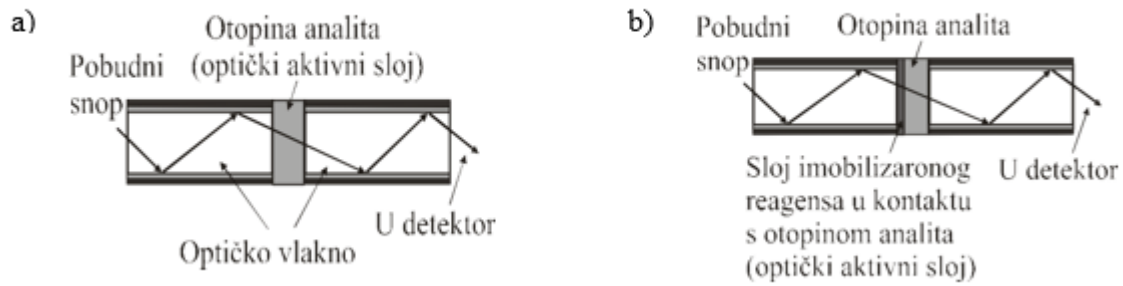 a)
Otopina analita
(optički aktivni sloj)
Pobudni
snop
U detektor
Optičko vlakno
b)
Otopina analita
Pobudni
snop
Sloj imobilizaronog
reagensa u kontaktu
s otopinom analita
(optički aktivni sloj)
U detektor